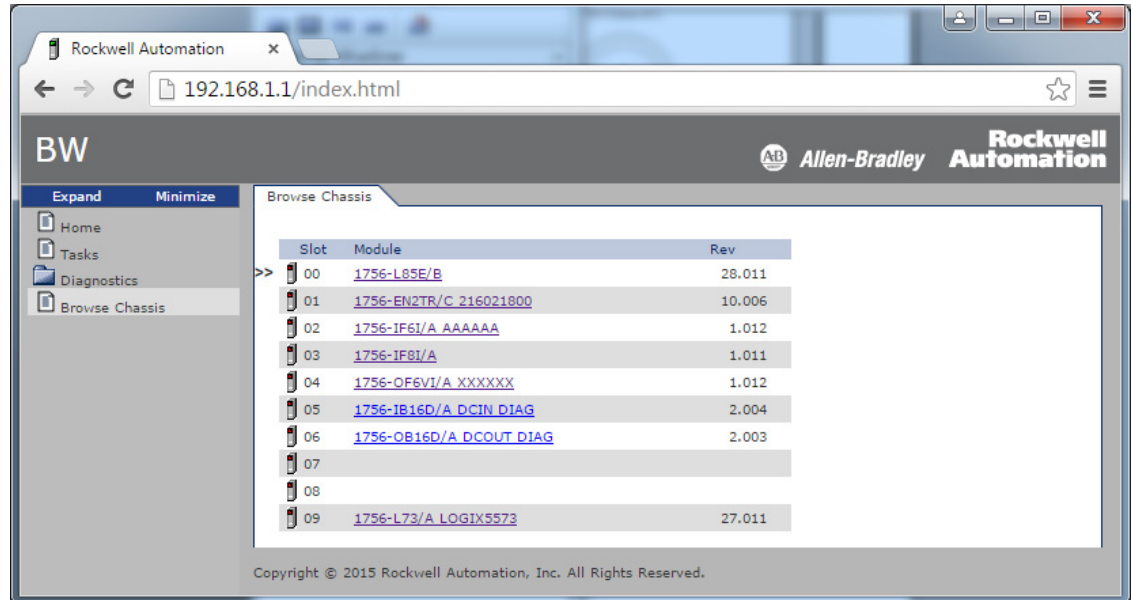 Rockwell Automation
192.168.1.1/index.html
BW
AB Allen-Bradley Rockwell Automation
Expand Minimize
Home
Tasks
Diagnostics
Browse Chassis
Browse Chassis
Slot Module Rev
>> 00 1756-L85E/B 28.011
01 1756-EN2TR/C 216021800 10.006
02 1756-IF6I/A AAAAAA 1.012
03 1756-IF8I/A 1.011
04 1756-OF6VI/A XXXXXX 1.012
05 1756-IB16D/A DCIN DIAG 2.004
06 1756-OB16D/A DCOUT DIAG 2.003
07
08
09 1756-L73/A LOGIX5573 27.011
Copyright © 2015 Rockwell Automation, Inc. All Rights Reserved.